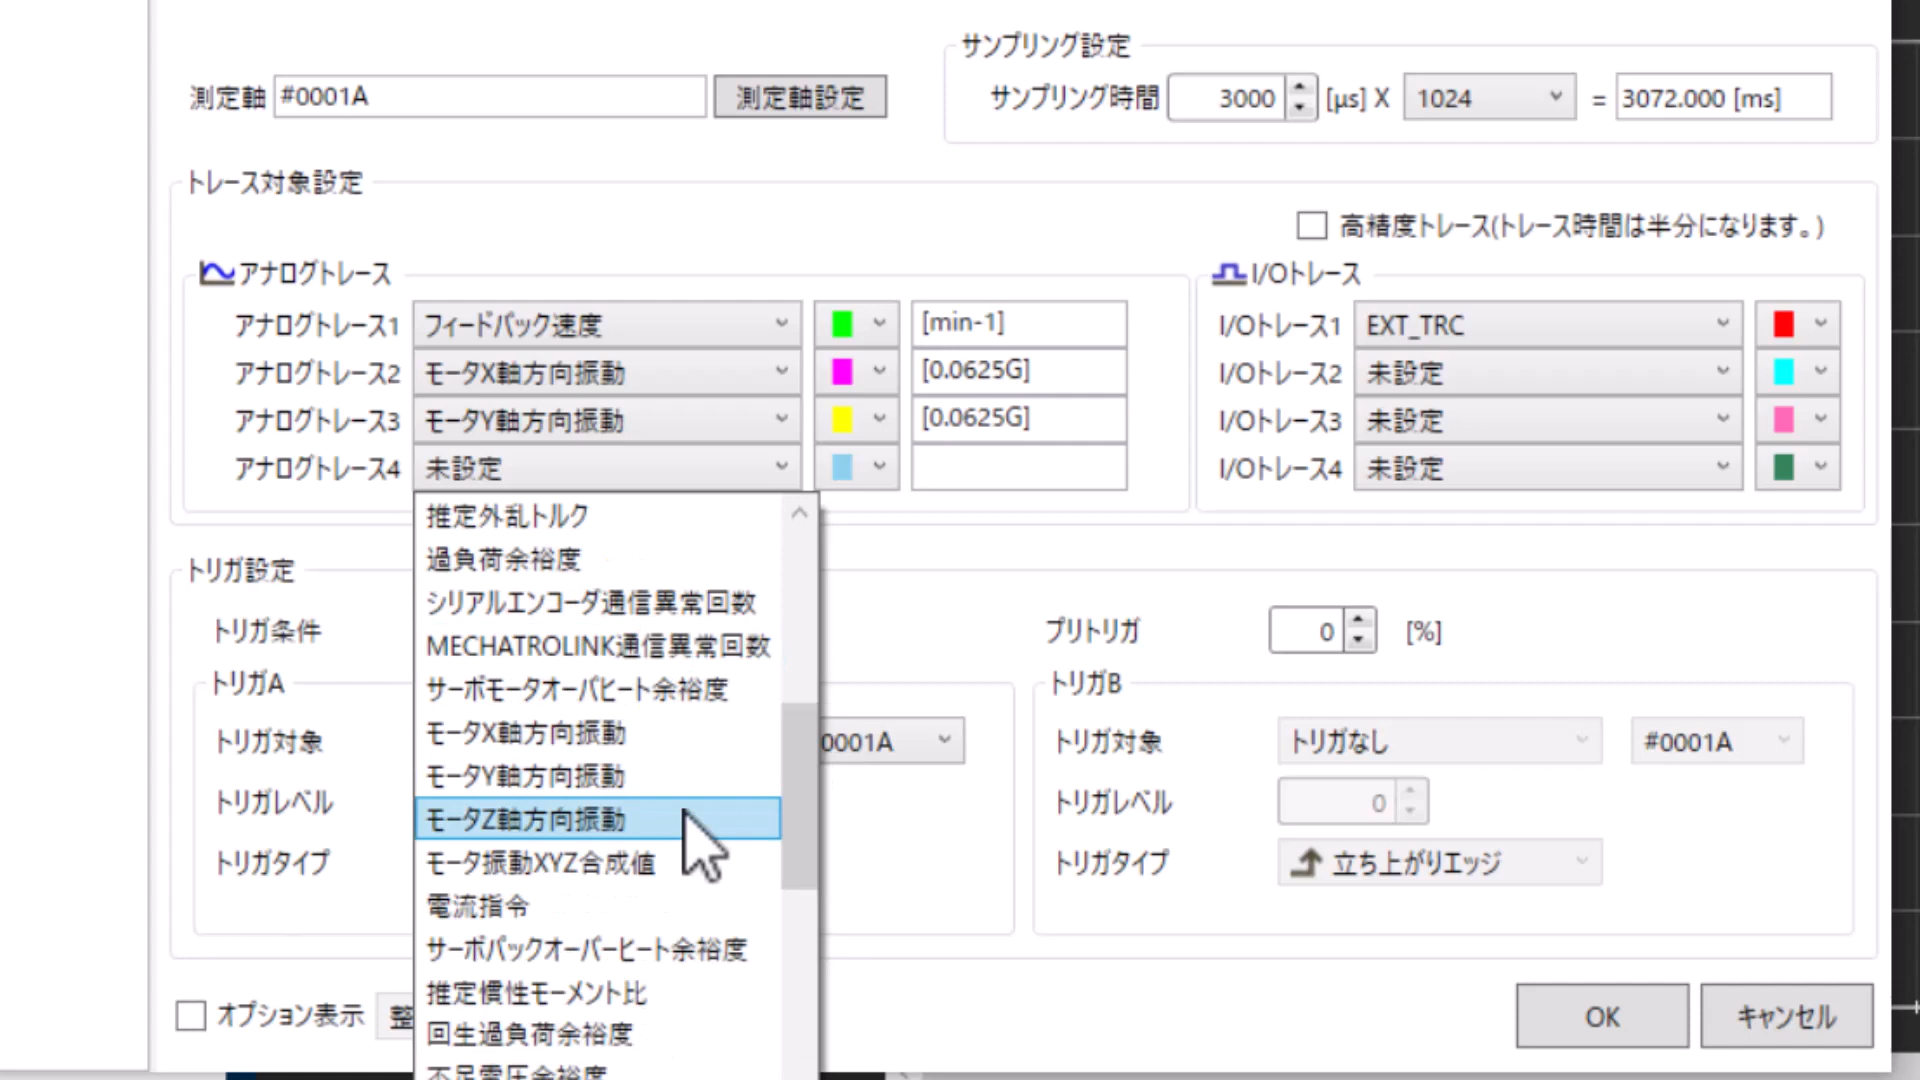 サンプリング設定
測定軸 #0001A 測定軸設定
サンプリング時間 3000 [μs] X 1024 = 3072.000 [ms]
トレース対象設定
高精度トレース(トレース時間は半分になります。)
アナログトレース
I/Oトレース
アナログトレース1 フィードバック速度 [min-1]
I/Oトレース1 EXT_TRC
アナログトレース2 モータX軸方向振動 [0.0625G]
I/Oトレース2 未設定
アナログトレース3 モータY軸方向振動 [0.0625G]
I/Oトレース3 未設定
アナログトレース4 未設定
I/Oトレース4 未設定
推定外乱トルク
過負荷余裕度
シリアルエンコーダ通信異常回数
MECHATROLINK通信異常回数
サーボモータオーバヒート余裕度
モータX軸方向振動
モータY軸方向振動
モータZ軸方向振動
モータ振動XYZ合成値
電流指令
サーボパックオーバーヒート余裕度
推定慣性モーメント比
回生過負荷余裕度
不足電圧余裕度
トリガ設定
トリガ条件
プリトリガ 0 [%]
トリガA
トリガ対象 0001A
トリガレベル
トリガタイプ
トリガB
トリガ対象 トリガなし #0001A
トリガレベル 0
トリガタイプ 立ち上がりエッジ
オプション表示 整
OK キャンセル